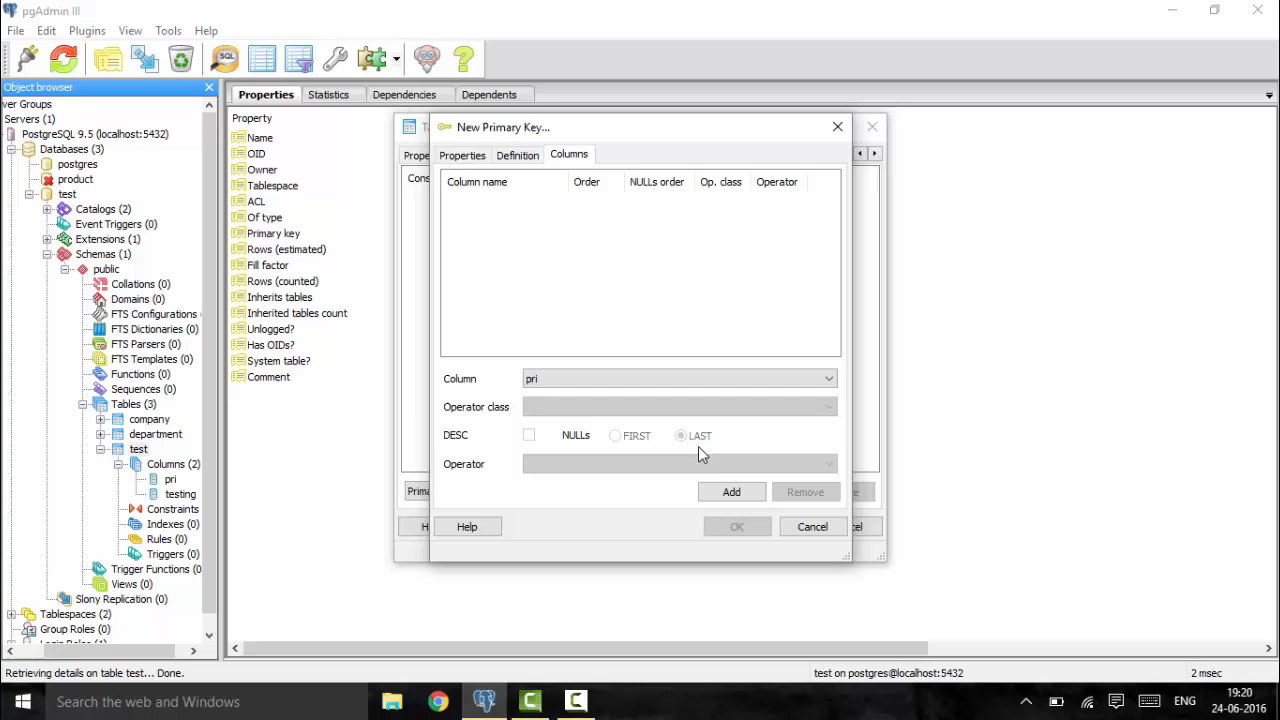 pgAdmin III
File Edit Plugins View Tools Help
SQL
Object browser
Properties Statistics Dependencies Dependents
ver Groups
Servers (1)
PostgreSQL 9.5 (localhost:5432)
Databases (3)
postgres
product
test
Catalogs (2)
Event Triggers (0)
Extensions (1)
Schemas (1)
public
Collations (0)
Domains (0)
FTS Configurations
FTS Dictionaries (0)
FTS Parsers (0)
FTS Templates (0)
Functions (0)
Sequences (0)
Tables (3)
company
department
test
Columns (2)
pri
testing
Constraints
Indexes (0)
Rules (0)
Triggers (0)
Trigger Functions (0
Views (0)
Slony Replication (0)
Tablespaces (2)
Group Roles (0)
Login Roles (1)
Property
Name
OID
Owner
Tablespace
ACL
Of type
Primary key
Rows (estimated)
Fill factor
Rows (counted)
Inherits tables
Inherited tables count
Unlogged?
Has OIDs?
System table?
Comment
Prope
Cons
Prima
H
New Primary Key...
Properties Definition Columns
Column name Order NULLs order Op. class Operator
Column pri
Operator class
DESC NULLs FIRST LAST
Operator
Add Remove e
Help OK Cancel cel
Retrieving details on table test... Done. test on postgres@localhost:5432 2 msec
Search the web and Windows
ENG
19:20
24-06-2016